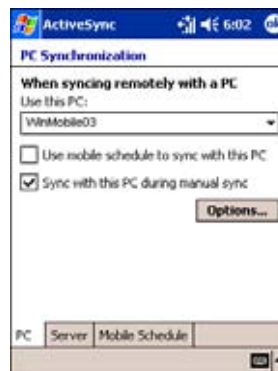 ActiveSync 6:02 ok
PC Synchronization
When syncing remotely with a PC
Use this PC:
WinMobile03
Use mobile schedule to sync with this PC
Sync with this PC during manual sync
Options...
PC Server Mobile Schedule